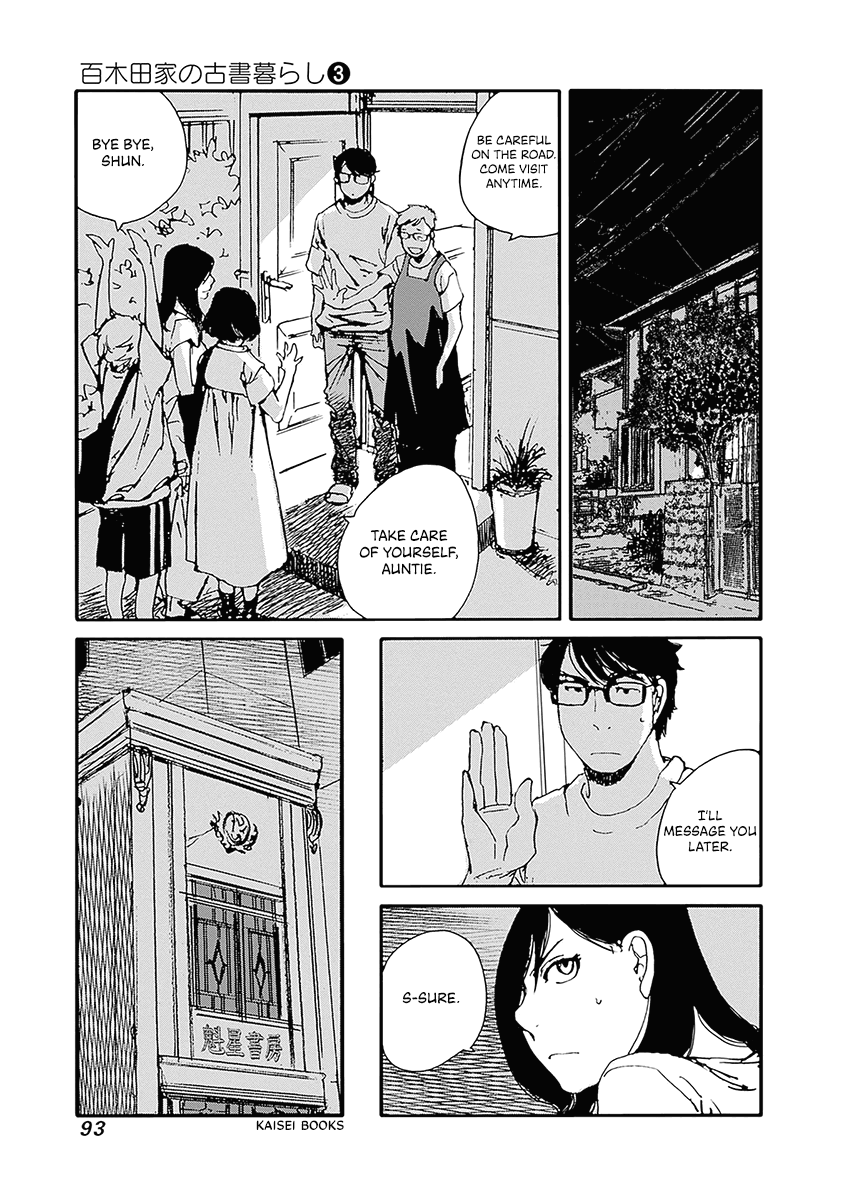 百木田家の古書暮らし❸
BE CAREFUL
ON THE ROAD.
COME VISIT
ANYTIME.
BYE BYE,
SHUN.
TAKE CARE
OF YOURSELF,
AUNTIE.
I'LL
MESSAGE YOU
LATER.
S-SURE.
魁星書房
KAISEI BOOKS
93